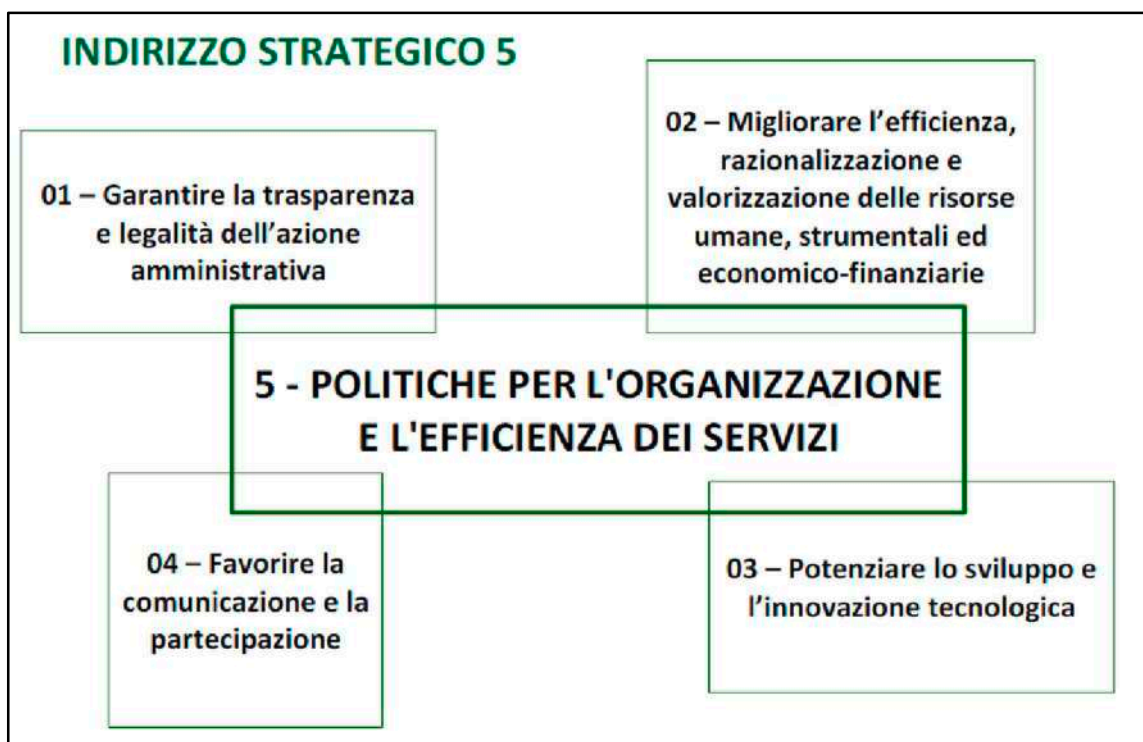 INDIRIZZO STRATEGICO 5
01 – Garantire la trasparenza
e legalità dell'azione
amministrativa
02 – Migliorare l'efficienza,
razionalizzazione e
valorizzazione delle risorse
umane, strumentali ed
economico-finanziarie
5 - POLITICHE PER L'ORGANIZZAZIONE
E L'EFFICIENZA DEI SERVIZI
04 – Favorire la
comunicazione e la
partecipazione
03 – Potenziare lo sviluppo e
l'innovazione tecnologica